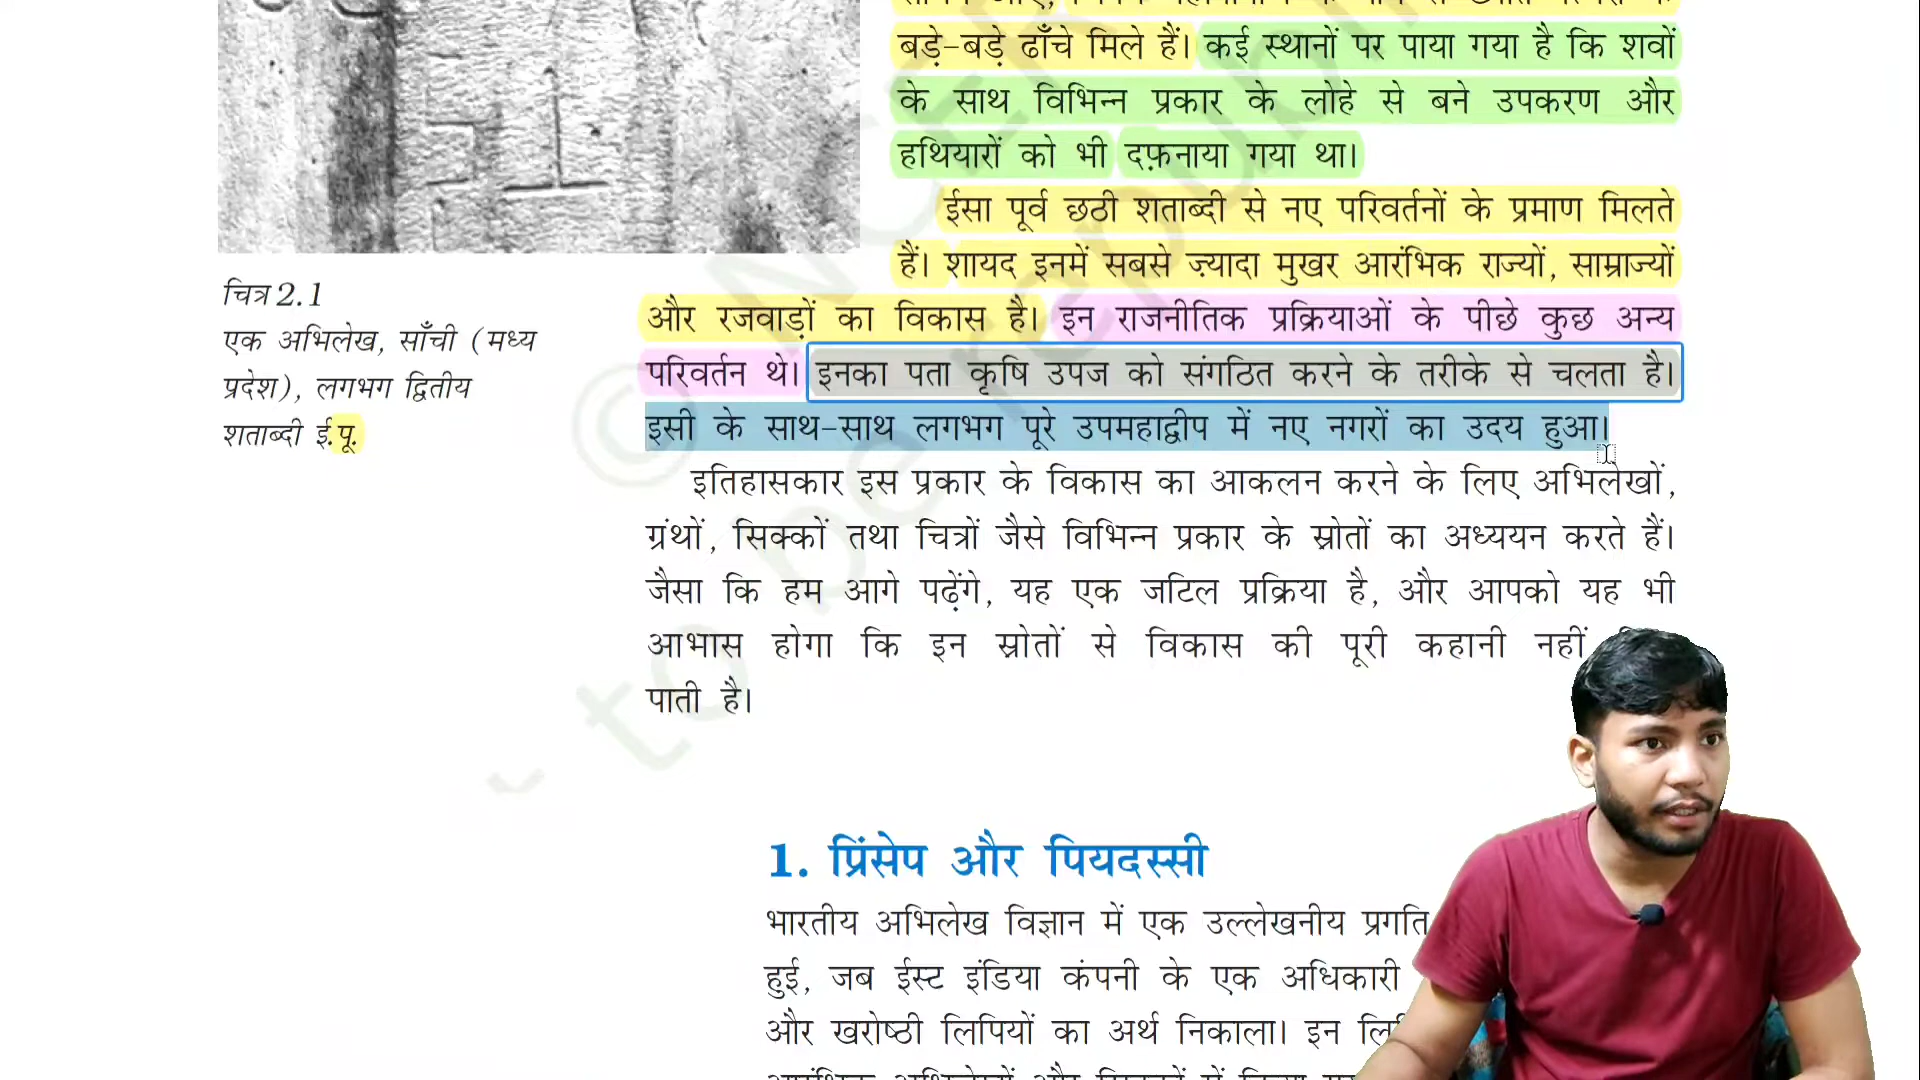 बड़े-बड़े ढाँचे मिले हैं। कई स्थानों पर पाया गया है कि शवों
के साथ विभिन्न प्रकार के लोहे से बने उपकरण और
हथियारों को भी दफ़नाया गया था।
ईसा पूर्व छठी शताब्दी से नए परिवर्तनों के प्रमाण मिलते
हैं। शायद इनमें सबसे ज़्यादा मुखर आरंभिक राज्यों, साम्राज्यों
और रजवाड़ों का विकास है। इन राजनीतिक प्रक्रियाओं के पीछे कुछ अन्य
परिवर्तन थे। इनका पता कृषि उपज को संगठित करने के तरीके से चलता है।
इसी के साथ-साथ लगभग पूरे उपमहाद्वीप में नए नगरों का उदय हुआ।
इतिहासकार इस प्रकार के विकास का आकलन करने के लिए अभिलेखों,
ग्रंथों, सिक्कों तथा चित्रों जैसे विभिन्न प्रकार के स्रोतों का अध्ययन करते हैं।
जैसा कि हम आगे पढ़ेंगे, यह एक जटिल प्रक्रिया है, और आपको यह भी
आभास होगा कि इन स्रोतों से विकास की पूरी कहानी नहीं
पाती है।
चित्र 2.1
एक अभिलेख, साँची (मध्य
प्रदेश), लगभग द्वितीय
शताब्दी ई.पू.
1. प्रिंसेप और पियदस्सी
भारतीय अभिलेख विज्ञान में एक उल्लेखनीय प्रगति
हुई, जब ईस्ट इंडिया कंपनी के एक अधिकारी
और खरोष्ठी लिपियों का अर्थ निकाला। इन
© to be republ